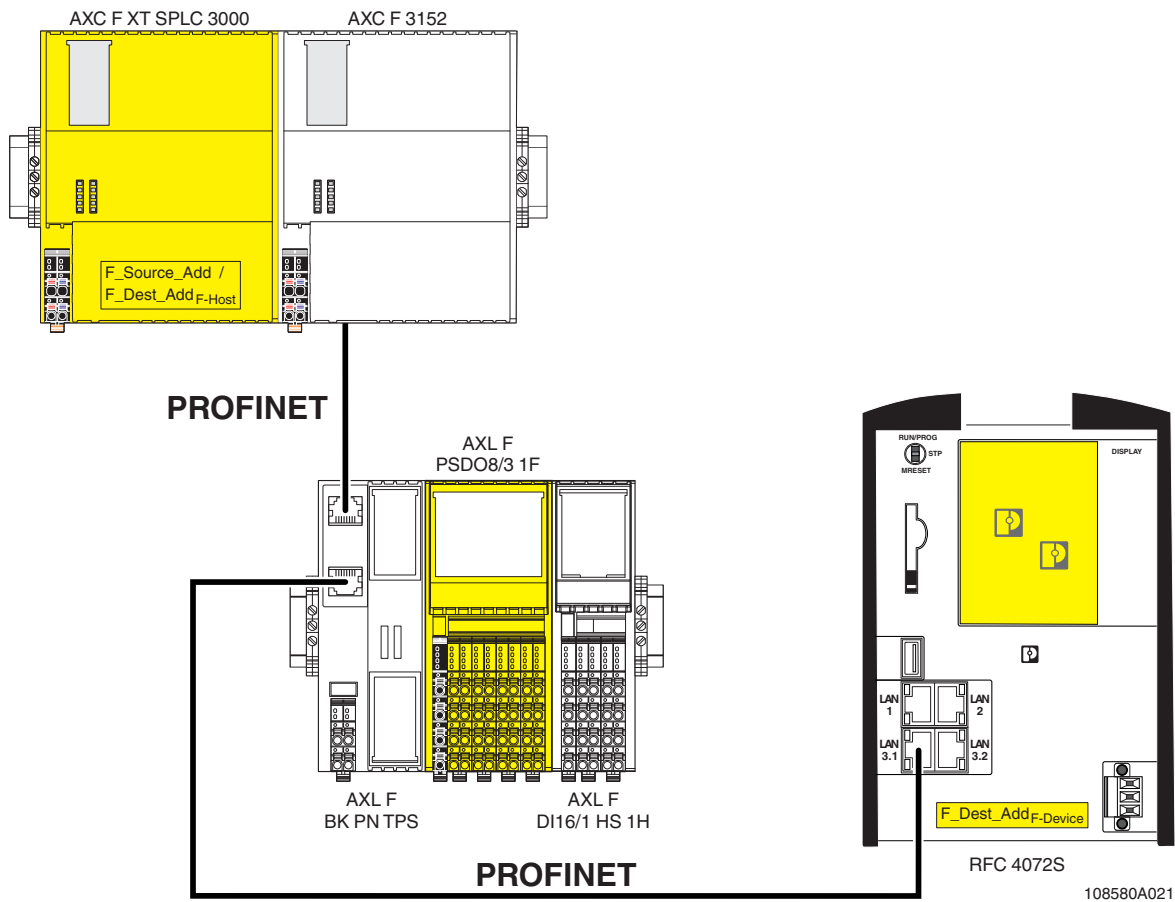 AXC F XT SPLC 3000
AXC F 3152
F_Source_Add /
F_Dest_Add F-Host
PROFINET
AXL F
PSDO8/3 1F
RUN/PROG
STP
MRESET
DISPLAY
LAN
1
LAN
2
LAN
3.1
LAN
3.2
AXL F
BK PN TPS
AXL F
DI16/1 HS 1H
F_Dest_Add F-Device
PROFINET
RFC 4072S
108580A021